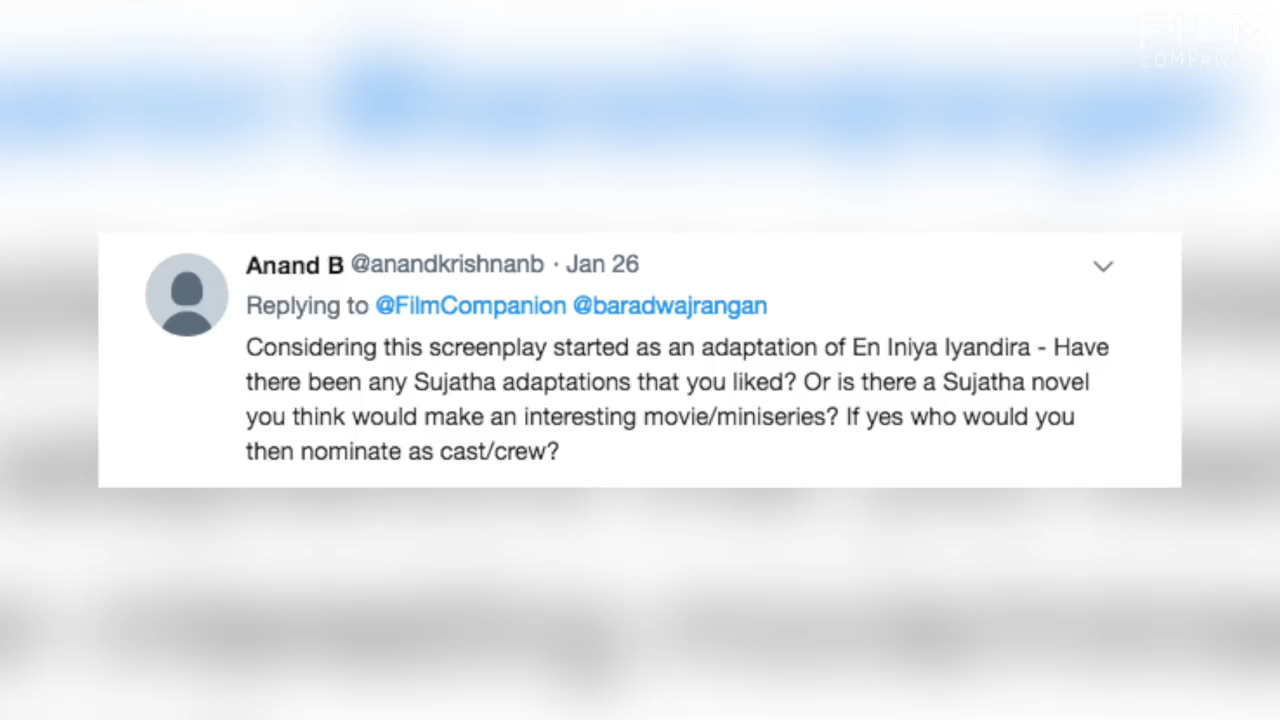 FILM
COMPANION
Anand B @anandkrishnanb · Jan 26
Replying to @FilmCompanion @baradwajrangan
Considering this screenplay started as an adaptation of En Iniya Iyandira - Have
there been any Sujatha adaptations that you liked? Or is there a Sujatha novel
you think would make an interesting movie/miniseries? If yes who would you
then nominate as cast/crew?